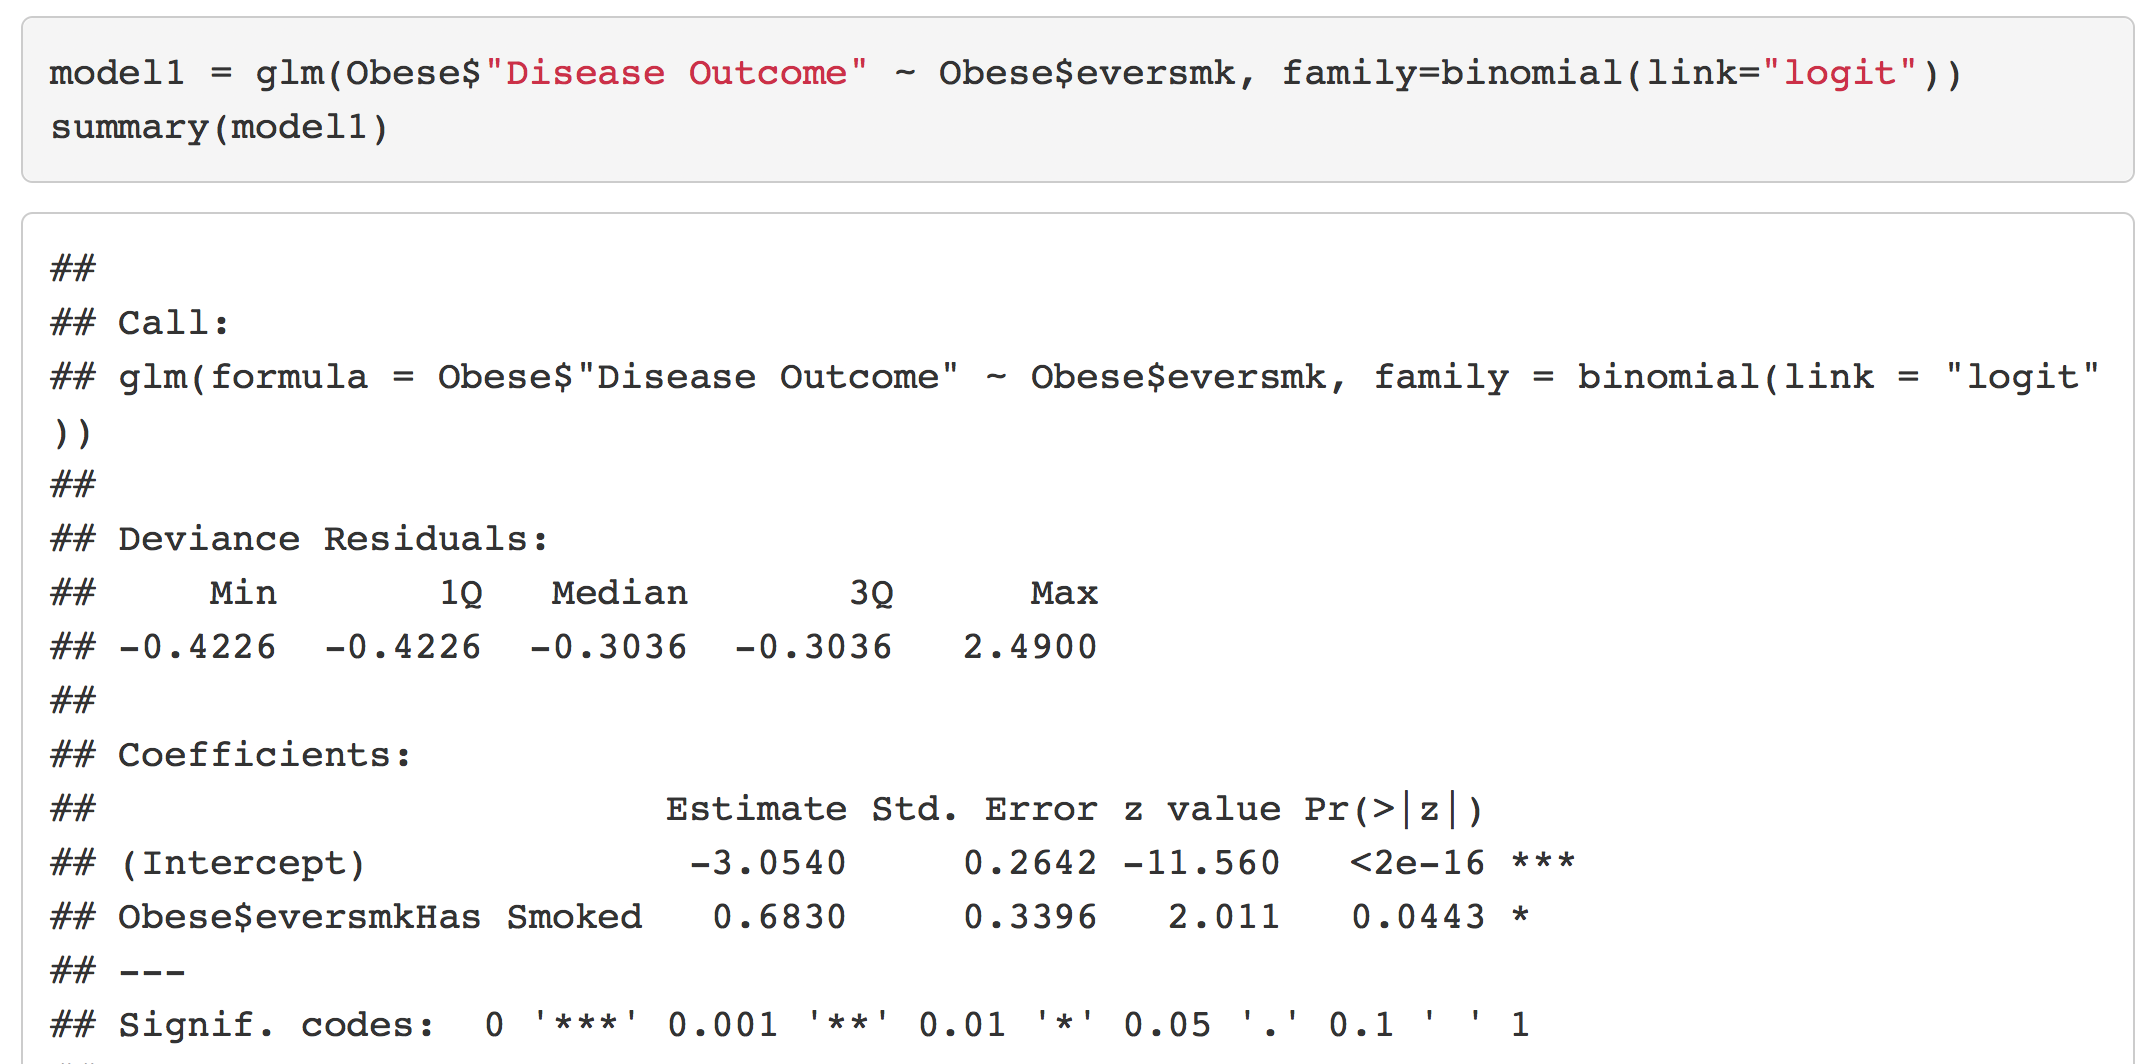 model1 = glm(Obese$"Disease Outcome" ~ Obese$eversmk, family=binomial(link="logit"))
summary(model1)
##
## Call:
## glm(formula = Obese$"Disease Outcome" ~ Obese$eversmk, family = binomial(link = "logit"
))
##
## Deviance Residuals:
##     Min       1Q   Median       3Q      Max
## -0.4226  -0.4226  -0.3036  -0.3036   2.4900
##
## Coefficients:
##                         Estimate Std. Error z value Pr(>|z|)
## (Intercept)              -3.0540     0.2642 -11.560   <2e-16 ***
## Obese$eversmkHas Smoked   0.6830     0.3396   2.011   0.0443 *
## ---
## Signif. codes:  0 '***' 0.001 '**' 0.01 '*' 0.05 '.' 0.1 ' ' 1